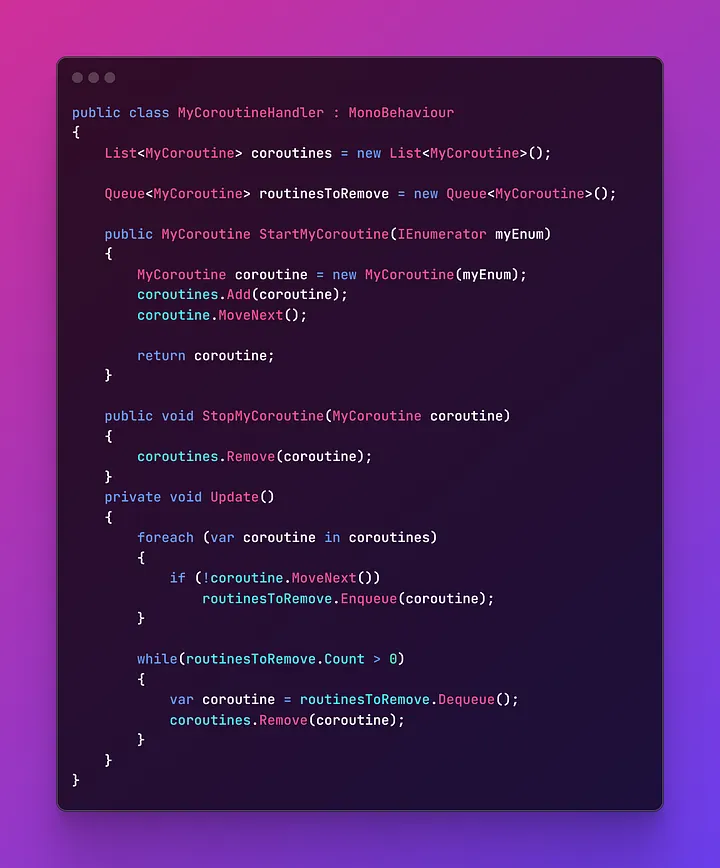 public class MyCoroutineHandler : MonoBehaviour
{
    List<MyCoroutine> coroutines = new List<MyCoroutine>();

    Queue<MyCoroutine> routinesToRemove = new Queue<MyCoroutine>();

    public MyCoroutine StartMyCoroutine(IEnumerator myEnum)
    {
        MyCoroutine coroutine = new MyCoroutine(myEnum);
        coroutines.Add(coroutine);
        coroutine.MoveNext();

        return coroutine;
    }

    public void StopMyCoroutine(MyCoroutine coroutine)
    {
        coroutines.Remove(coroutine);
    }
    private void Update()
    {
        foreach (var coroutine in coroutines)
        {
            if (!coroutine.MoveNext())
                routinesToRemove.Enqueue(coroutine);
        }

        while(routinesToRemove.Count > 0)
        {
            var coroutine = routinesToRemove.Dequeue();
            coroutines.Remove(coroutine);
        }
    }
}